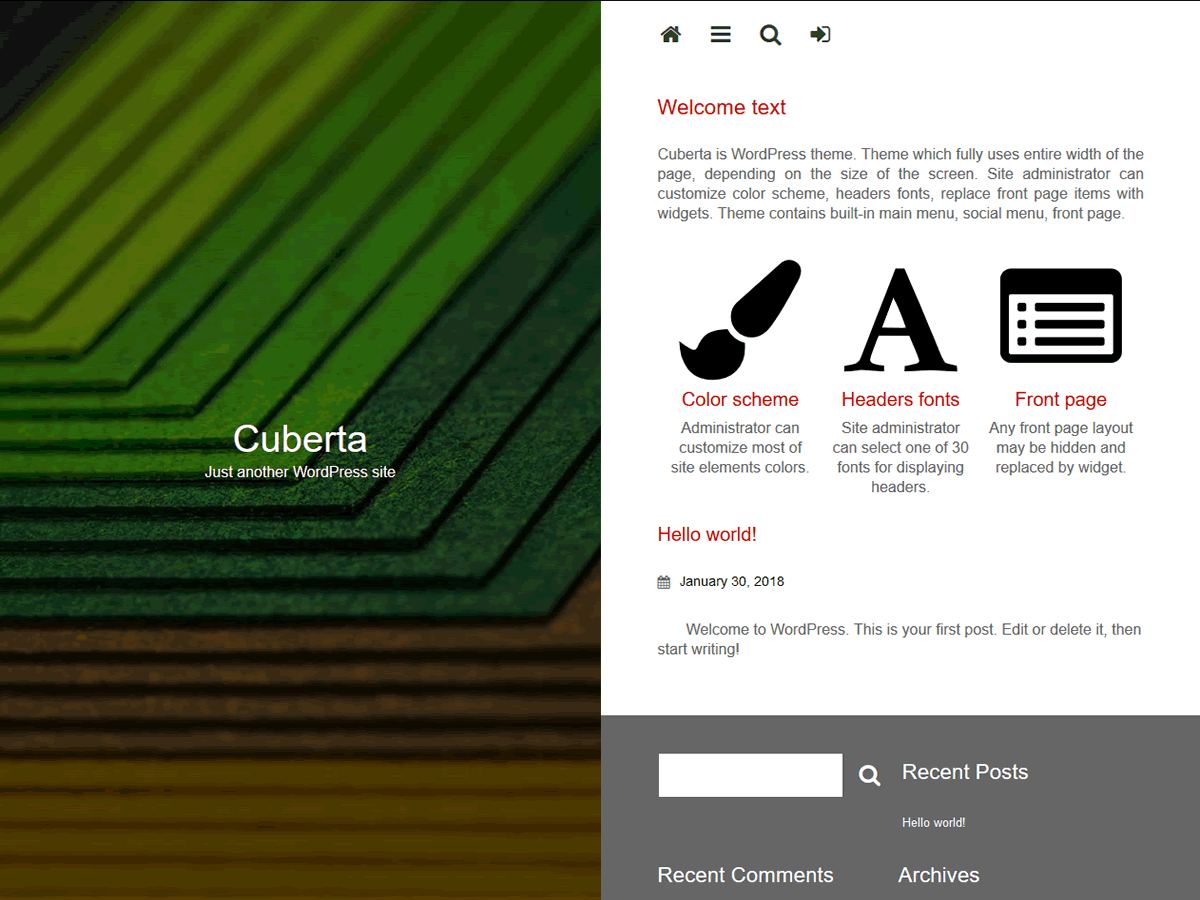 Cuberta
Just another WordPress site
Welcome text
Cuberta is WordPress theme. Theme which fully uses entire width of the
page, depending on the size of the screen. Site administrator can
customize color scheme, headers fonts, replace front page items with
widgets. Theme contains built-in main menu, social menu, front page.
A
Color scheme
Administrator can
customize most of
site elements colors.
Headers fonts
Site administrator
can select one of 30
fonts for displaying
headers.
Front page
Any front page layout
may be hidden and
replaced by widget.
Hello world!
January 30, 2018
Welcome to WordPress. This is your first post. Edit or delete it, then
start writing!
Recent Posts
Hello world!
Recent Comments
Archives